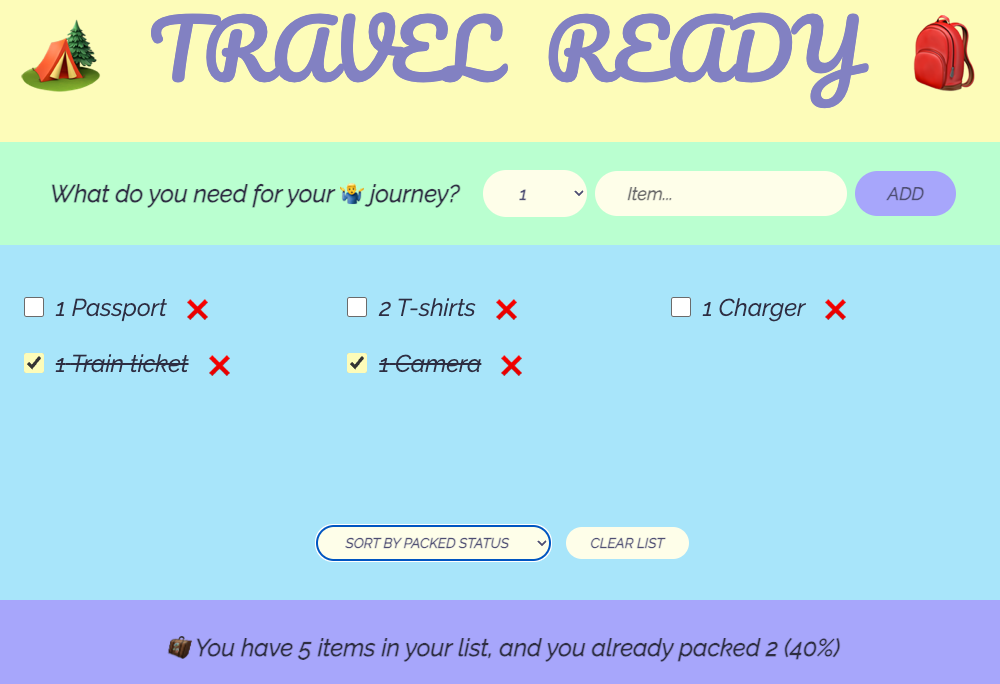 TRAVEL READY
What do you need for your 🤷‍♂️ journey? 1 Item... ADD
1 Passport ❌ 2 T-shirts ❌ 1 Charger ❌
1 Train ticket ❌ 1 Camera ❌
SORT BY PACKED STATUS CLEAR LIST
🧳 You have 5 items in your list, and you already packed 2 (40%)